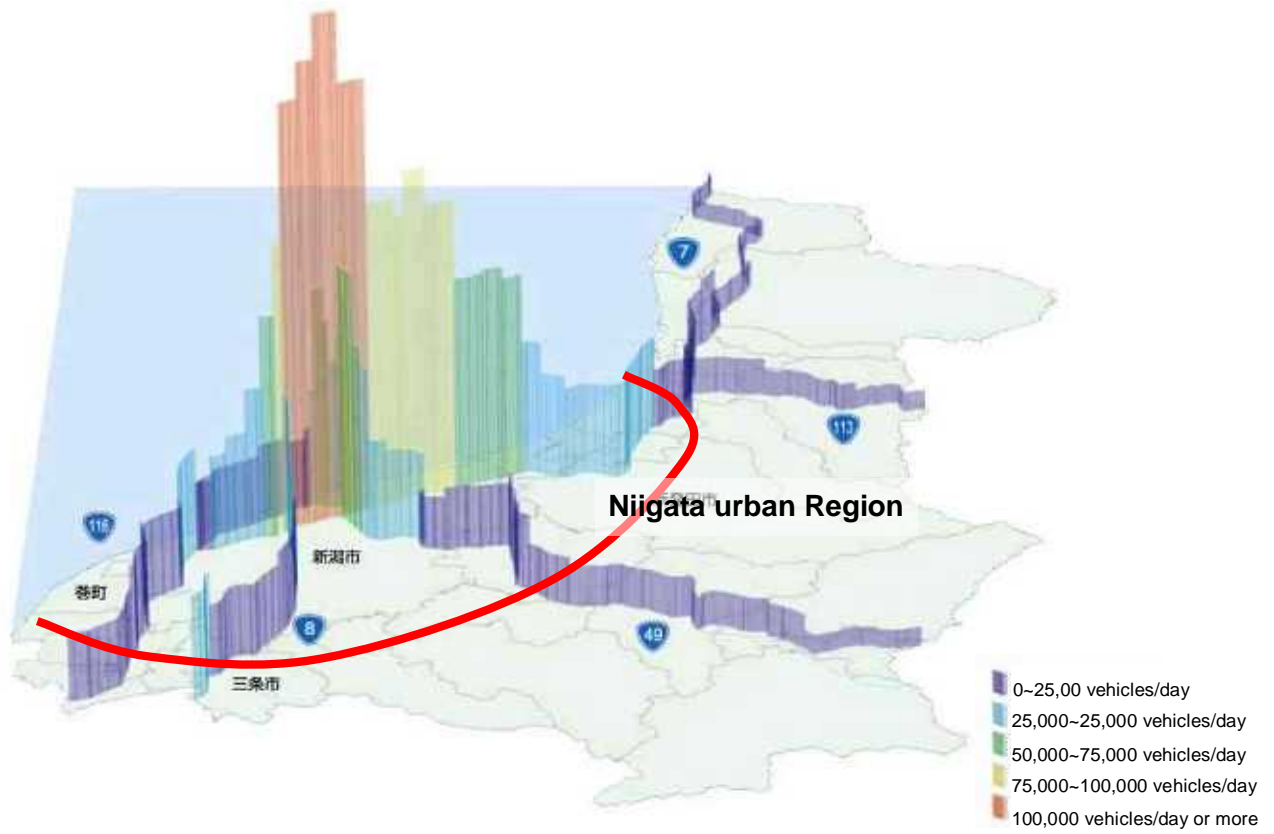 7
113
Niigata urban Region
116
新潟市
巻町
8
49
三条市
0~25,00 vehicles/day
25,000~25,000 vehicles/day
50,000~75,000 vehicles/day
75,000~100,000 vehicles/day
100,000 vehicles/day or more